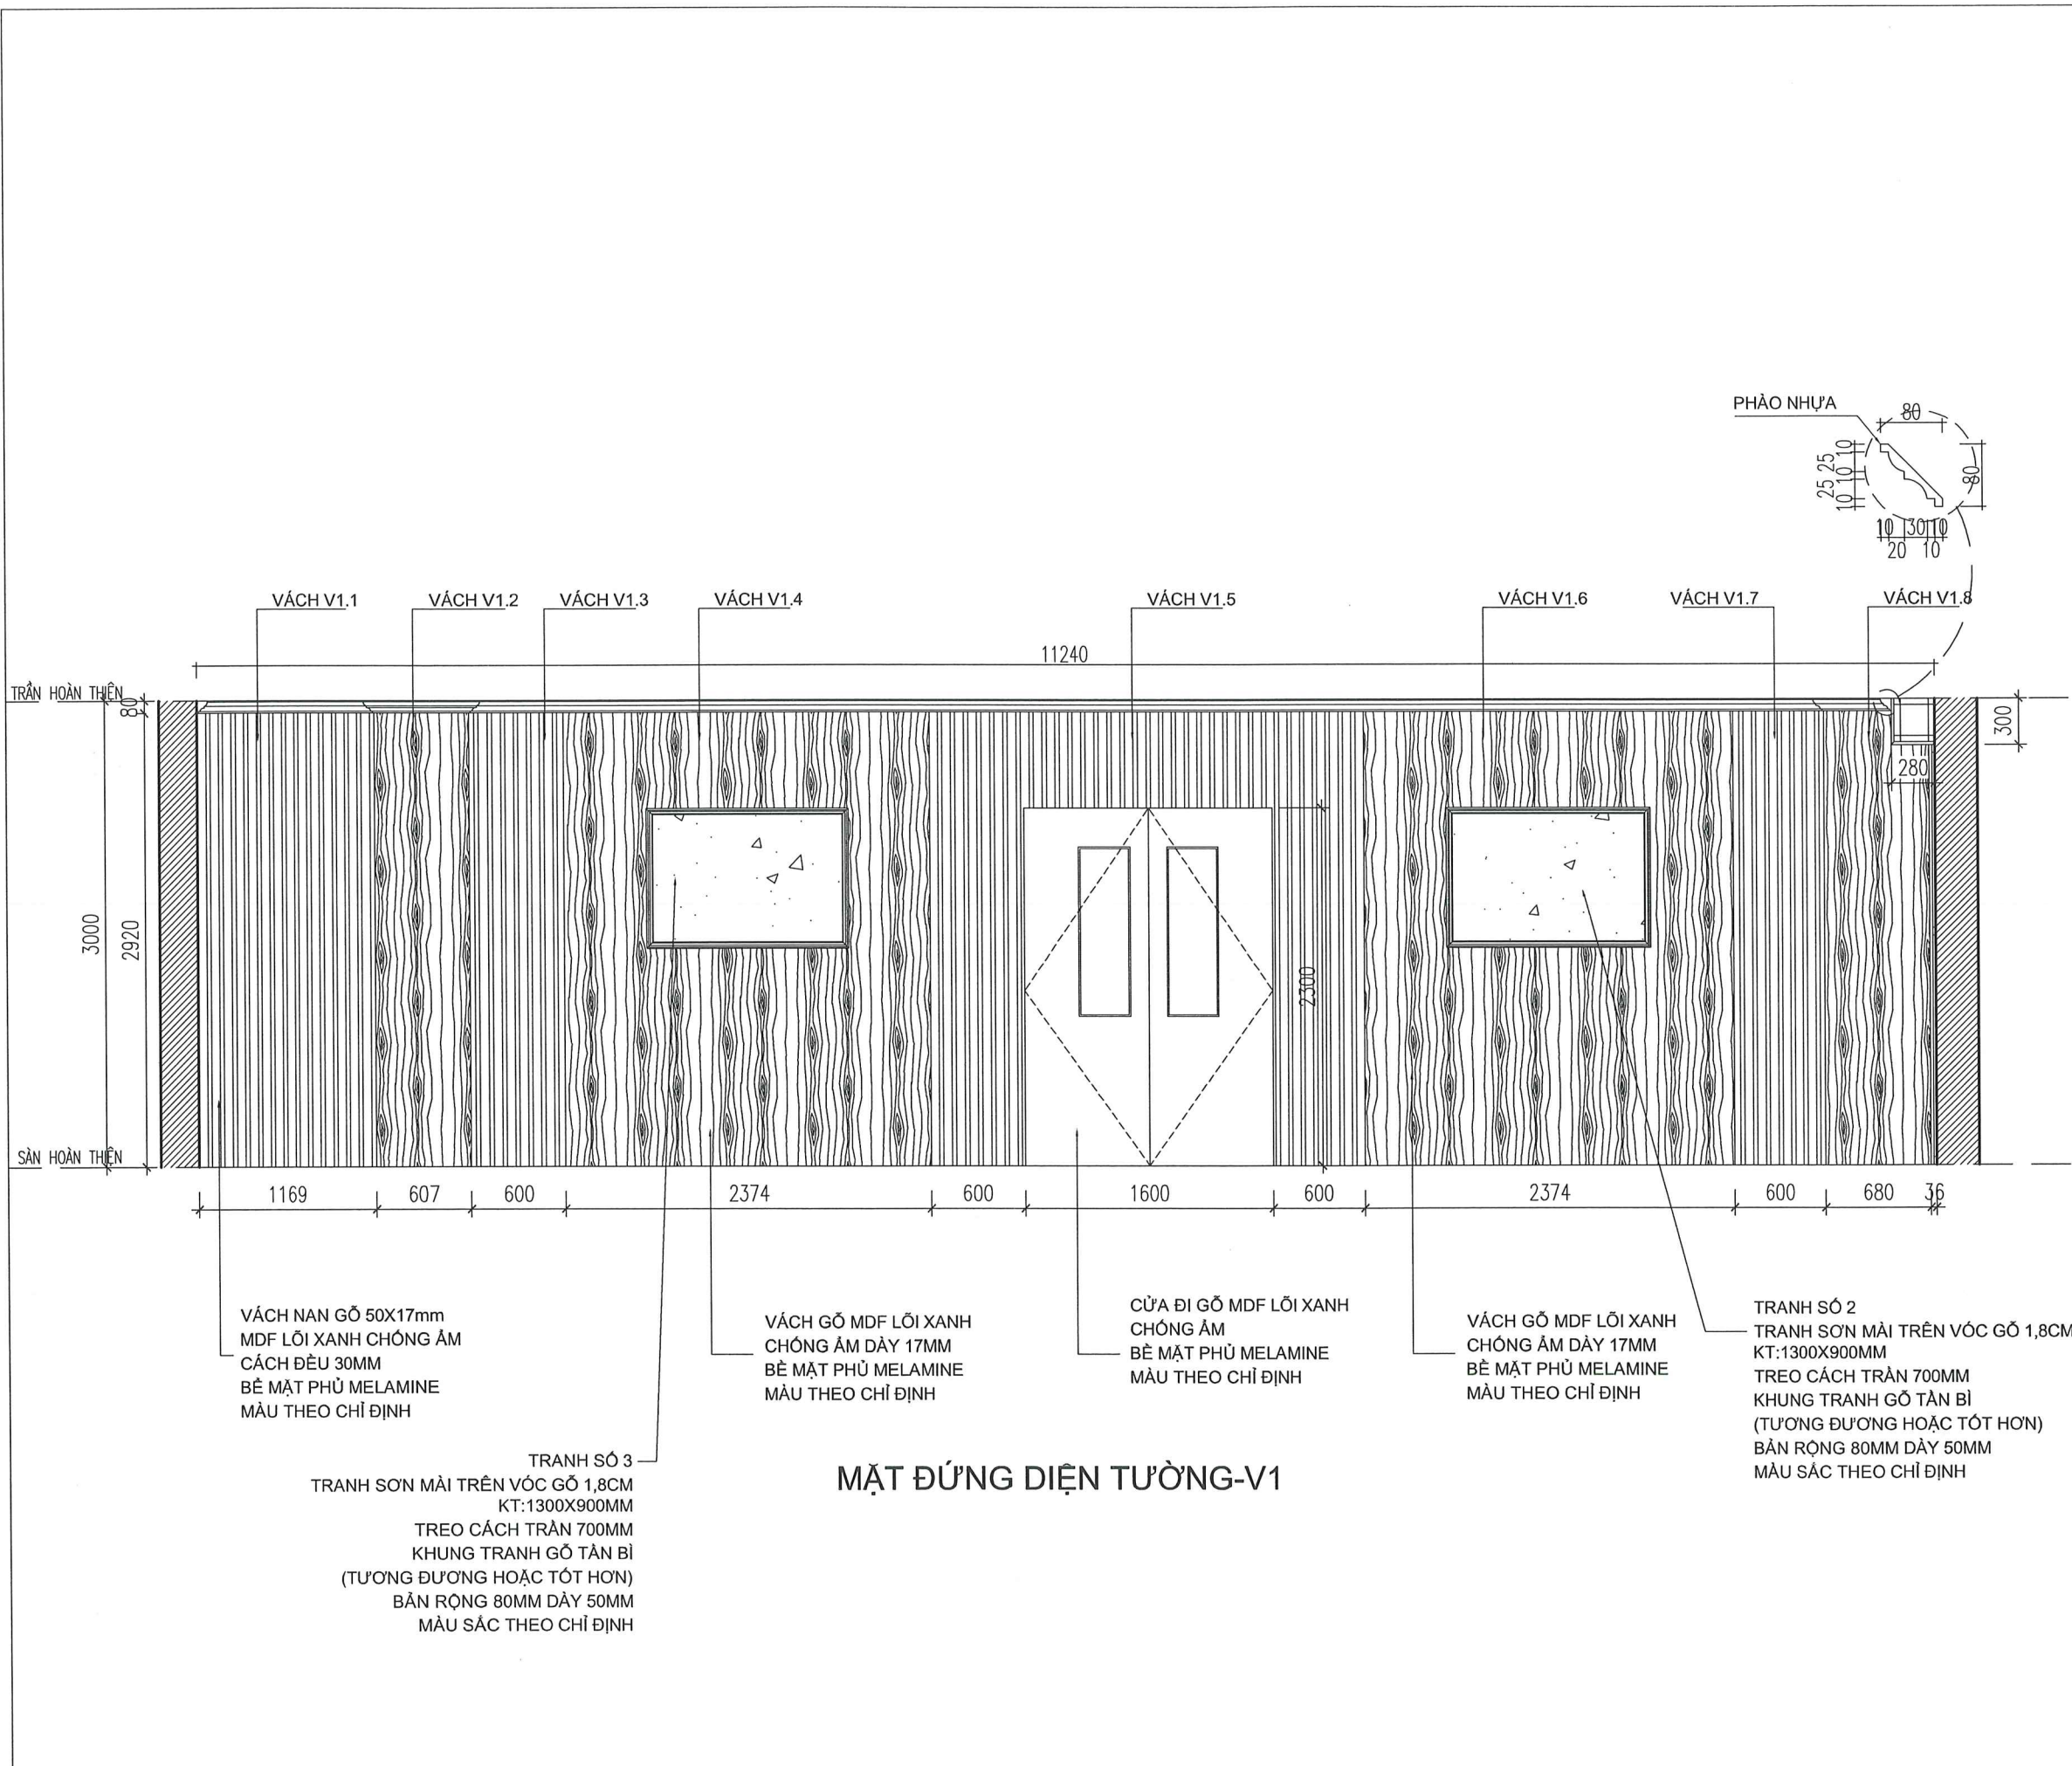 PHÀO NHỰA
80
10
25
10
25
10
80
10
30
10
20
10
VÁCH V1.1
VÁCH V1.2
VÁCH V1.3
VÁCH V1.4
VÁCH V1.5
VÁCH V1.6
VÁCH V1.7
VÁCH V1.8
11240
TRẦN HOÀN THIỆN
80
300
280
3000
2920
2300
SÀN HOÀN THIỆN
1169
607
600
2374
600
1600
600
2374
600
680
36
VÁCH NAN GỖ 50X17mm
MDF LÕI XANH CHỐNG ẨM
CÁCH ĐỀU 30MM
BỀ MẶT PHỦ MELAMINE
MÀU THEO CHỈ ĐỊNH
TRANH SỐ 3
TRANH SƠN MÀI TRÊN VÓC GỖ 1,8CM
KT:1300X900MM
TREO CÁCH TRẦN 700MM
KHUNG TRANH GỖ TẦN BÌ
(TƯƠNG ĐƯƠNG HOẶC TỐT HƠN)
BẢN RỘNG 80MM DÀY 50MM
MÀU SẮC THEO CHỈ ĐỊNH
VÁCH GỖ MDF LÕI XANH
CHỐNG ẨM DÀY 17MM
BỀ MẶT PHỦ MELAMINE
MÀU THEO CHỈ ĐỊNH
CỬA ĐI GỖ MDF LÕI XANH
CHỐNG ẨM
BỀ MẶT PHỦ MELAMINE
MÀU THEO CHỈ ĐỊNH
VÁCH GỖ MDF LÕI XANH
CHỐNG ẨM DÀY 17MM
BỀ MẶT PHỦ MELAMINE
MÀU THEO CHỈ ĐỊNH
TRANH SỐ 2
TRANH SƠN MÀI TRÊN VÓC GỖ 1,8CM
KT:1300X900MM
TREO CÁCH TRẦN 700MM
KHUNG TRANH GỖ TẦN BÌ
(TƯƠNG ĐƯƠNG HOẶC TỐT HƠN)
BẢN RỘNG 80MM DÀY 50MM
MÀU SẮC THEO CHỈ ĐỊNH
MẶT ĐỨNG DIỆN TƯỜNG-V1